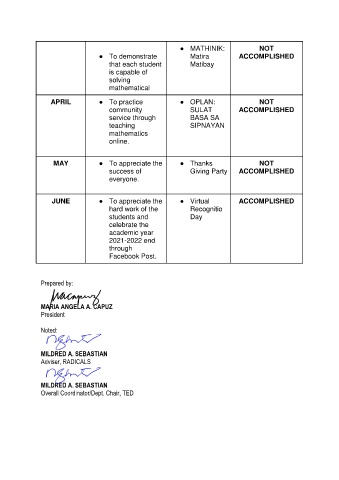 ● To demonstrate
that each student
is capable of
solving
mathematical
● MATHINIK:
Matira
Matibay
NOT
ACCOMPLISHED
APRIL
● To practice
community
service through
teaching
mathematics
online.
● OPLAN:
SULAT
BASA SA
SIPNAYAN
NOT
ACCOMPLISHED
MAY
● To appreciate the
success of
everyone.
● Thanks
Giving Party
NOT
ACCOMPLISHED
JUNE
● To appreciate the
hard work of the
students and
celebrate the
academic year
2021-2022 end
through
Facebook Post.
● Virtual
Recognitio
Day
ACCOMPLISHED
Prepared by:
MARIA ANGELA A. CAPUZ
President
Noted:
MILDRED A. SEBASTIAN
Adviser, RADICALS
MILDRED A. SEBASTIAN
Overall Coordinator/Dept. Chair, TED